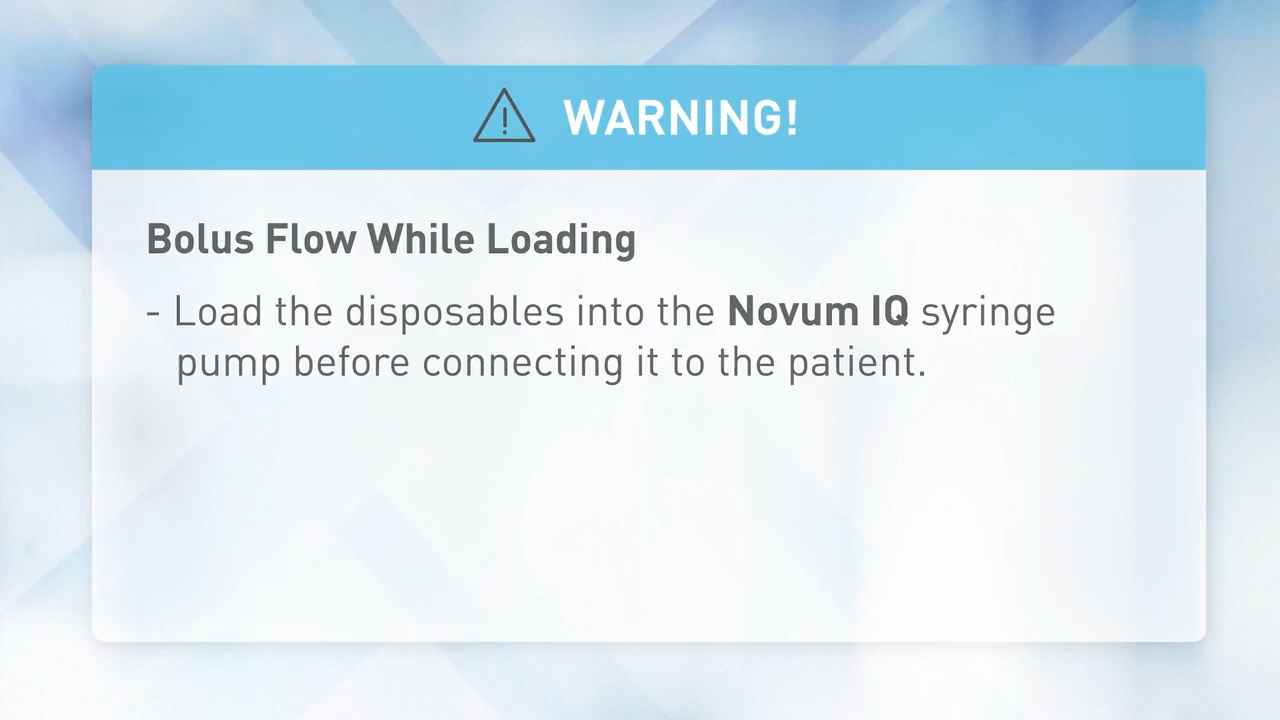 WARNING!
Bolus Flow While Loading
- Load the disposables into the Novum IQ syringe
pump before connecting it to the patient.